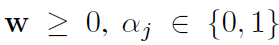 w ≥ 0, α_j ∈ {0, 1}